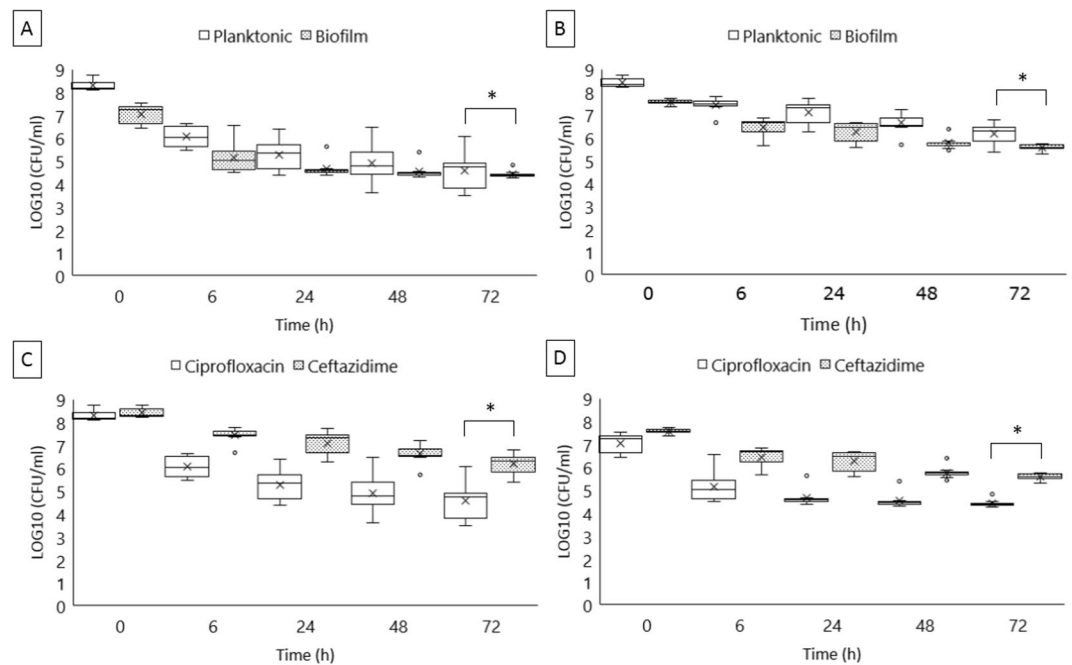 A
Planktonic Biofilm
LOG10 (CFU/ml)
9
8
7
6
5
4
3
2
1
0
*
0 6 24 48 72
Time (h)
B
Planktonic Biofilm
LOG10 (CFU/ml)
9
8
7
6
5
4
3
2
1
0
*
0 6 24 48 72
Time (h)
C
Ciprofloxacin Ceftazidime
LOG10 (CFU/ml)
9
8
7
6
5
4
3
2
1
0
*
0 6 24 48 72
Time (h)
D
Ciprofloxacin Ceftazidime
LOG10 (CFU/ml)
9
8
7
6
5
4
3
2
1
0
*
0 6 24 48 72
Time (h)